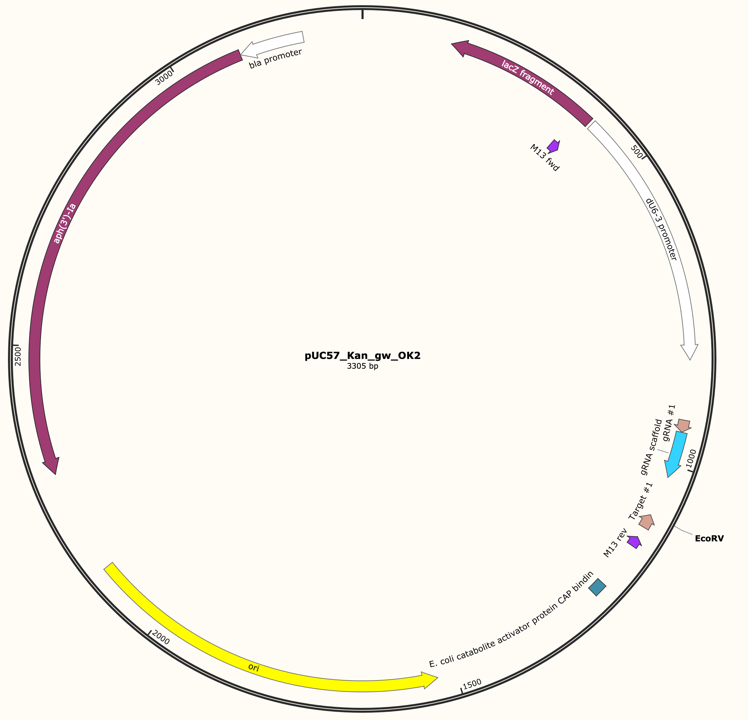 bla promoter
lacZ fragment
3000
M13 fwd
500
dU6-3 promoter
aph(3')-Ia
pUC57_Kan_gw_OK2
3305 bp
2500
gRNA #1
gRNA scaffold
1000
Target #1
EcoRV
M13 rev
E. coli catabolite activator protein CAP bindin
2000
ori
1500